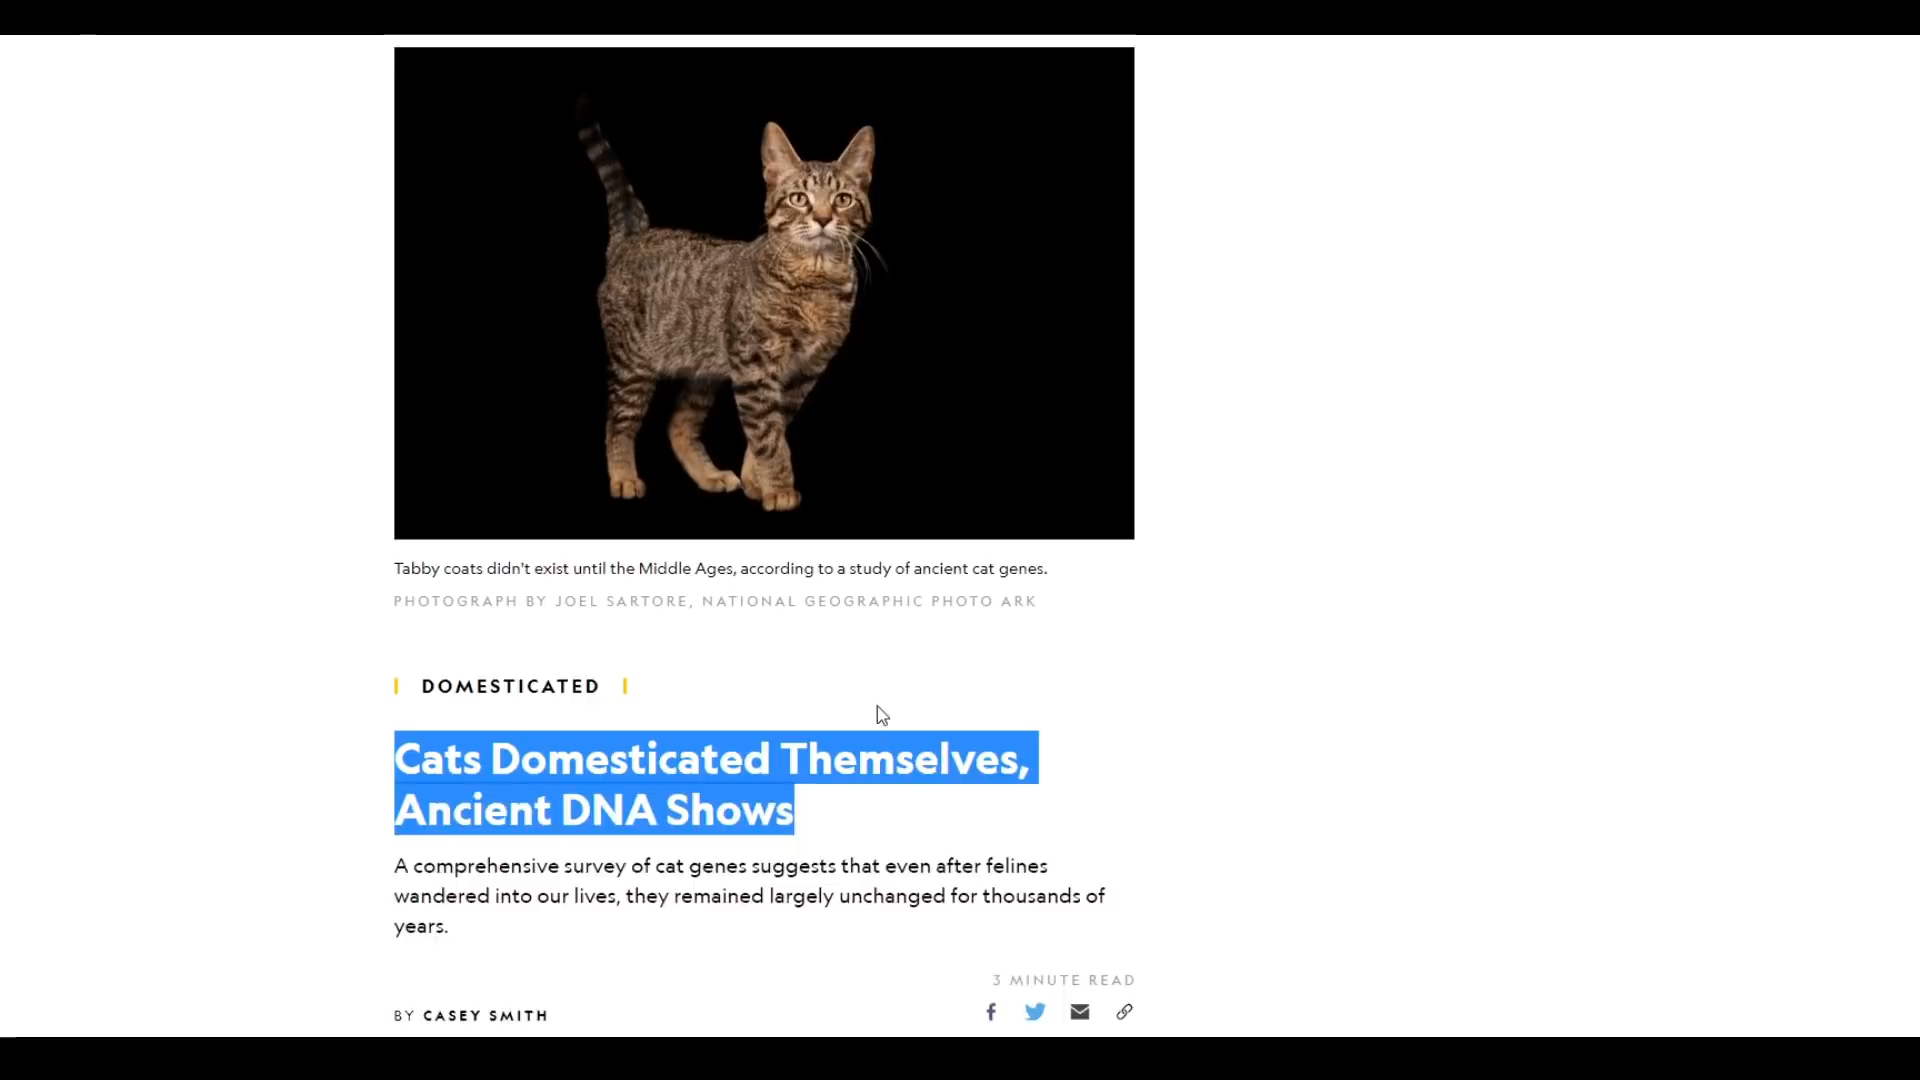 Tabby coats didn't exist until the Middle Ages, according to a study of ancient cat genes.
PHOTOGRAPH BY JOEL SARTORE, NATIONAL GEOGRAPHIC PHOTO ARK
DOMESTICATED
Cats Domesticated Themselves,
Ancient DNA Shows
A comprehensive survey of cat genes suggests that even after felines
wandered into our lives, they remained largely unchanged for thousands of
years.
3 MINUTE READ
BY CASEY SMITH